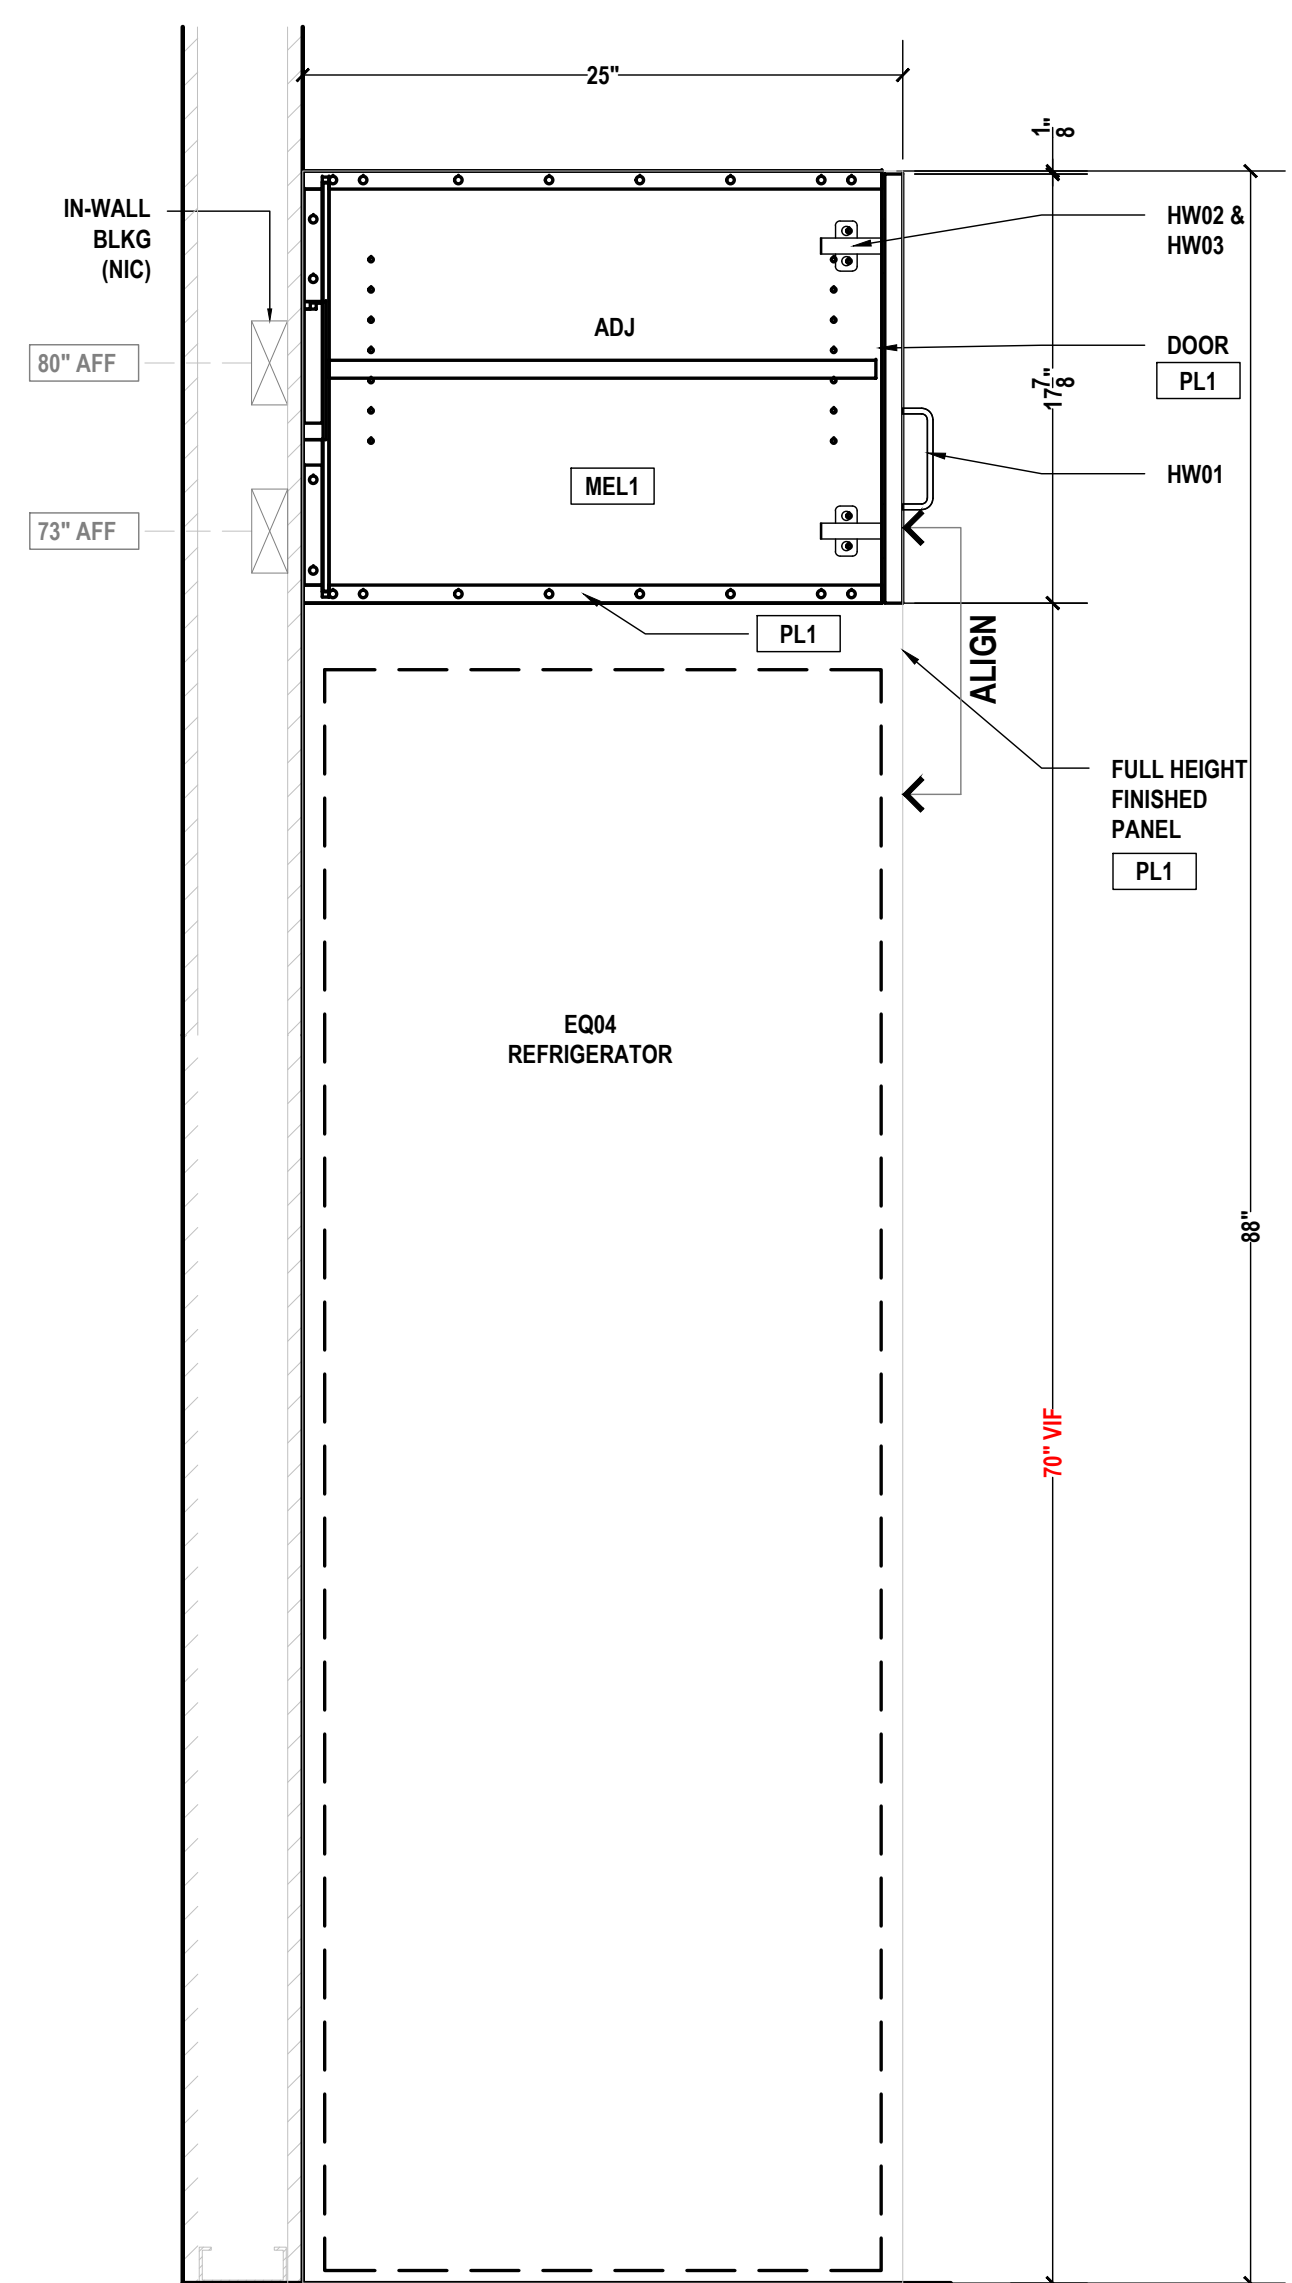 25"
1/8"
IN-WALL
BLKG
(NIC)
HW02 &
HW03
ADJ
80" AFF
DOOR
PL1
17 7/8"
HW01
MEL1
73" AFF
PL1
ALIGN
FULL HEIGHT
FINISHED
PANEL
PL1
EQ04
REFRIGERATOR
88"
70" VIF